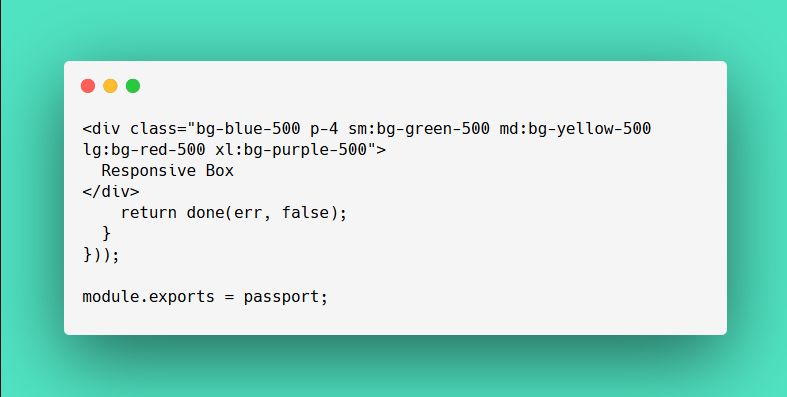 <div class="bg-blue-500 p-4 sm:bg-green-500 md:bg-yellow-500
lg:bg-red-500 xl:bg-purple-500">
  Responsive Box
</div>
    return done(err, false);
  }
}));

module.exports = passport;